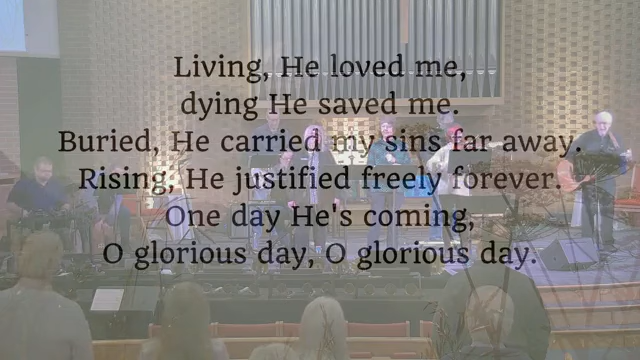 Living, He loved me,
dying He saved me.
Buried, He carried my sins far away.
Rising, He justified freely forever.
One day He's coming,
O glorious day, O glorious day.